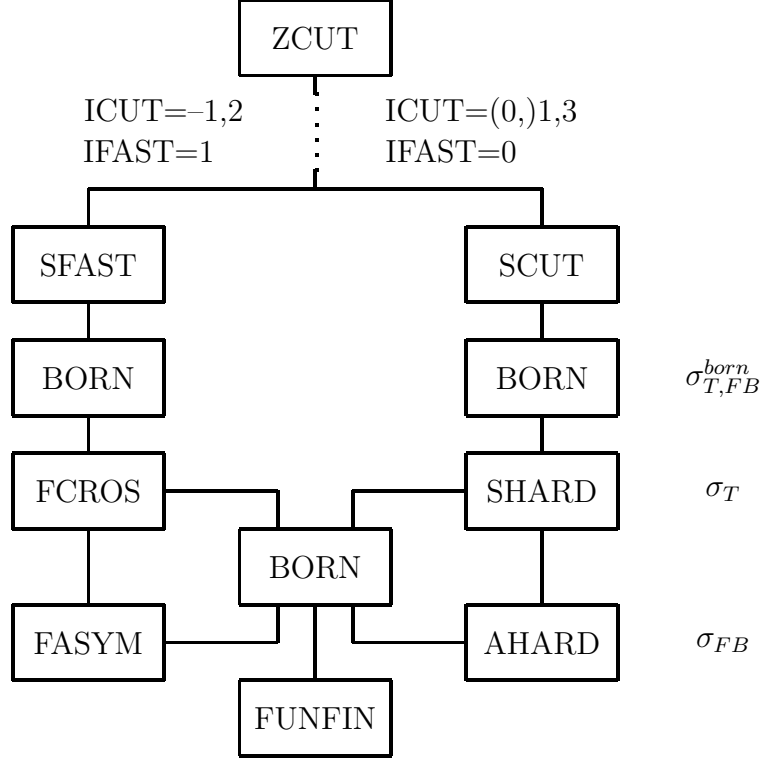 ZCUT
ICUT=–1,2 ICUT=(0,)1,3
IFAST=1 IFAST=0
SFAST SCUT
BORN BORN σ^{born}_{T,FB}
FCROS SHARD σ_T
BORN
FASYM AHARD σ_{FB}
FUNFIN